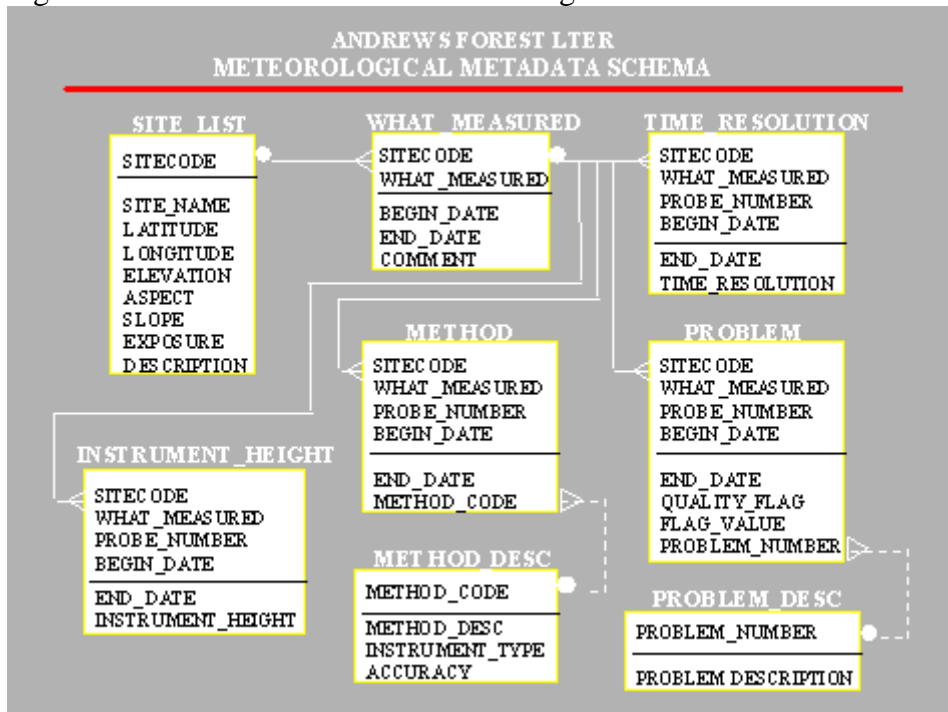 ANDREWS FOREST LTER
METEOROLOGICAL METADATA SCHEMA
SITE_LIST
SITECODE
SITE_NAME
LATITUDE
LONGITUDE
ELEVATION
ASPECT
SLOPE
EXPOSURE
DESCRIPTION
WHAT_MEASURED
SITECODE
WHAT_MEASURED
BEGIN_DATE
END_DATE
COMMENT
TIME_RESOLUTION
SITECODE
WHAT_MEASURED
PROBE_NUMBER
BEGIN_DATE
END_DATE
TIME_RESOLUTION
METHOD
SITECODE
WHAT_MEASURED
PROBE_NUMBER
BEGIN_DATE
END_DATE
METHOD_CODE
PROBLEM
SITECODE
WHAT_MEASURED
PROBE_NUMBER
BEGIN_DATE
END_DATE
QUALITY_FLAG
FLAG_VALUE
PROBLEM_NUMBER
INSTRUMENT_HEIGHT
SITECODE
WHAT_MEASURED
PROBE_NUMBER
BEGIN_DATE
END_DATE
INSTRUMENT_HEIGHT
METHOD_DESC
METHOD_CODE
METHOD_DESC
INSTRUMENT_TYPE
ACCURACY
PROBLEM_DESC
PROBLEM_NUMBER
PROBLEM DESCRIPTION